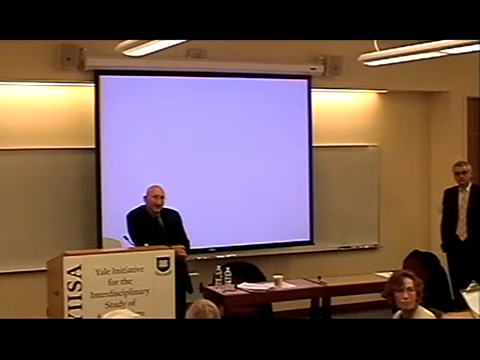 YIISA
Yale Initiative
for the
Interdisciplinary
Study of